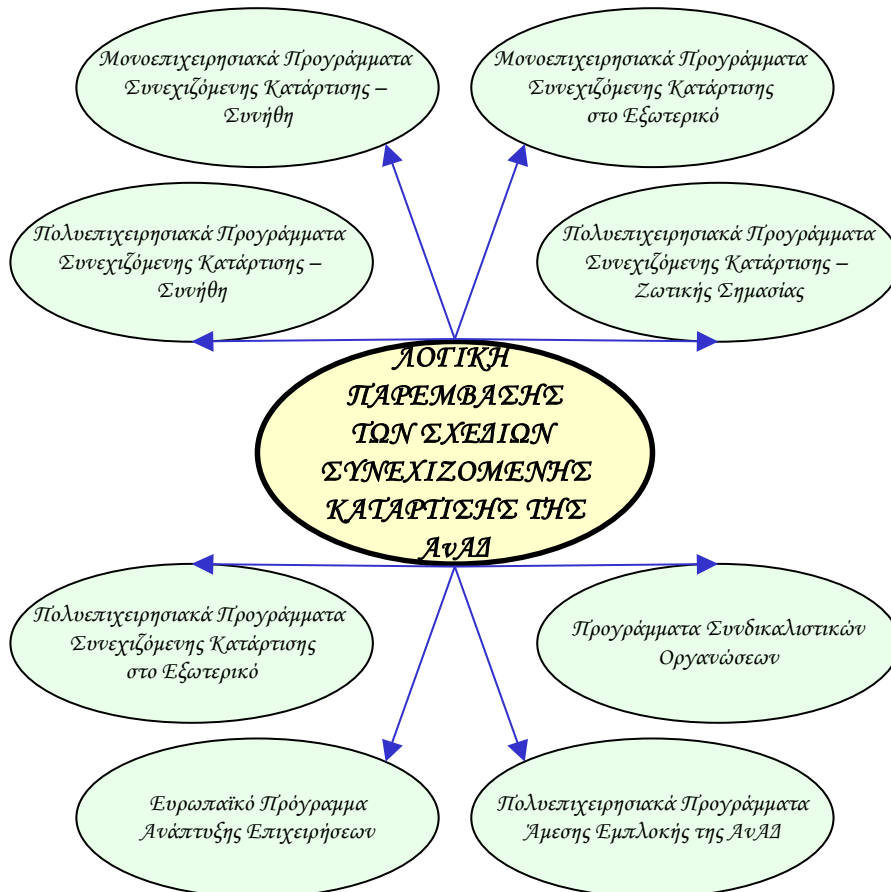 Μονοεπιχειρησιακά Προγράμματα
Συνεχιζόμενης Κατάρτισης –
Συνήθη
Μονοεπιχειρησιακά Προγράμματα
Συνεχιζόμενης Κατάρτισης
στο Εξωτερικό
Πολυεπιχειρησιακά Προγράμματα
Συνεχιζόμενης Κατάρτισης –
Συνήθη
Πολυεπιχειρησιακά Προγράμματα
Συνεχιζόμενης Κατάρτισης –
Ζωτικής Σημασίας
ΛΟΓΙΚΗ
ΠΑΡΕΜΒΑΣΗΣ
ΤΩΝ ΣΧΕΔΙΩΝ
ΣΥΝΕΧΙΖΟΜΕΝΗΣ
ΚΑΤΑΡΤΙΣΗΣ ΤΗΣ
ΑνΑΔ
Πολυεπιχειρησιακά Προγράμματα
Συνεχιζόμενης Κατάρτισης
στο Εξωτερικό
Προγράμματα Συνδικαλιστικών
Οργανώσεων
Ευρωπαϊκό Πρόγραμμα
Ανάπτυξης Επιχειρήσεων
Πολυεπιχειρησιακά Προγράμματα
Άμεσης Εμπλοκής της ΑνΑΔ